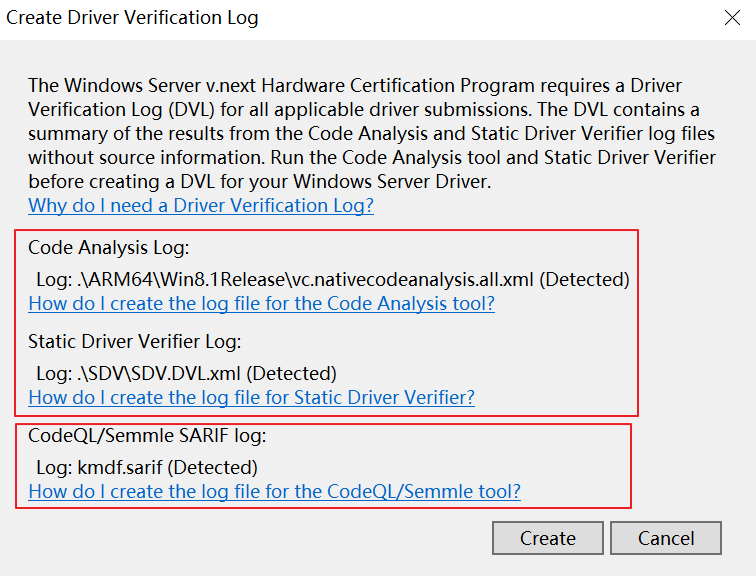 Create Driver Verification Log
The Windows Server v.next Hardware Certification Program requires a Driver
Verification Log (DVL) for all applicable driver submissions. The DVL contains a
summary of the results from the Code Analysis and Static Driver Verifier log files
without source information. Run the Code Analysis tool and Static Driver Verifier
before creating a DVL for your Windows Server Driver.
Why do I need a Driver Verification Log?
Code Analysis Log:
Log: .\ARM64\Win8.1Release\vc.nativecodeanalysis.all.xml (Detected)
How do I create the log file for the Code Analysis tool?
Static Driver Verifier Log:
Log: .\SDV\SDV.DVL.xml (Detected)
How do I create the log file for Static Driver Verifier?
CodeQL/Semmle SARIF log:
Log: kmdf.sarif (Detected)
How do I create the log file for the CodeQL/Semmle tool?
Create Cancel